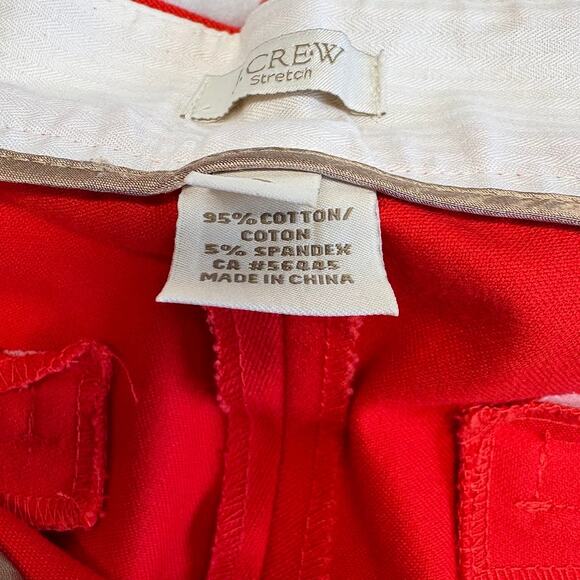 CREW
Stretch
95% COTTON/
COTON
5% SPANDEX
CA #56445
MADE IN CHINA